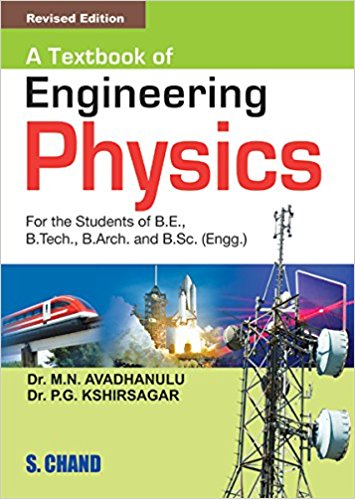 Revised Edition
A Textbook of
Engineering
Physics
For the Students of B.E.,
B.Tech., B.Arch. and B.Sc. (Engg.)
Dr. M.N. AVADHANULU
Dr. P.G. KSHIRSAGAR
S. CHAND